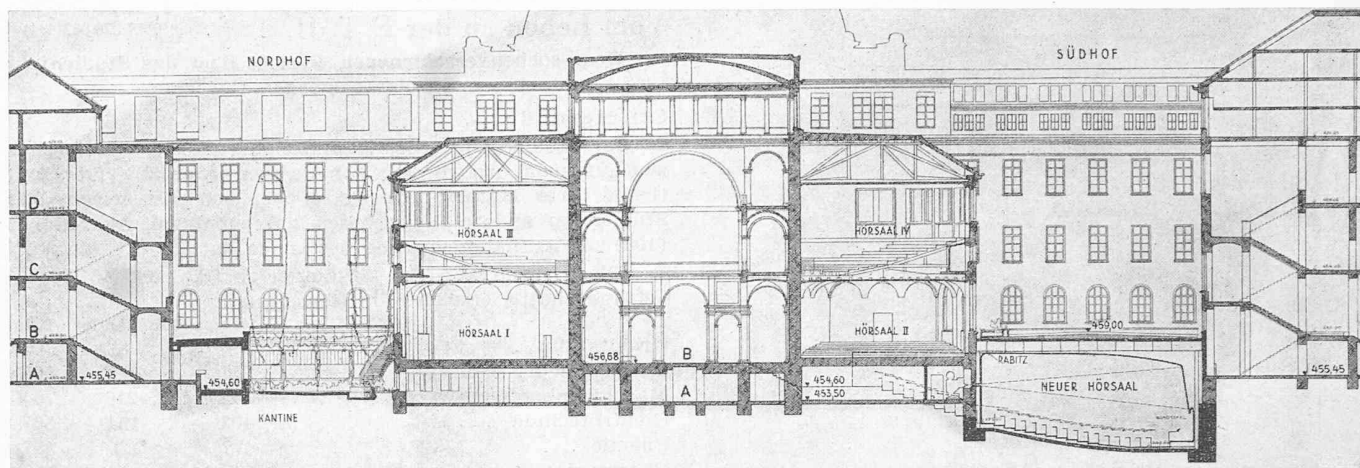 NORDHOF
SÜDHOF
D
C
B
A
455,45
454,60
KANTINE
HÖRSAAL III
HÖRSAAL I
456,68
B
A
HÖRSAAL IV
HÖRSAAL II
454,60
453,50
459,00
RABITZ
NEUER HÖRSAAL
455,45